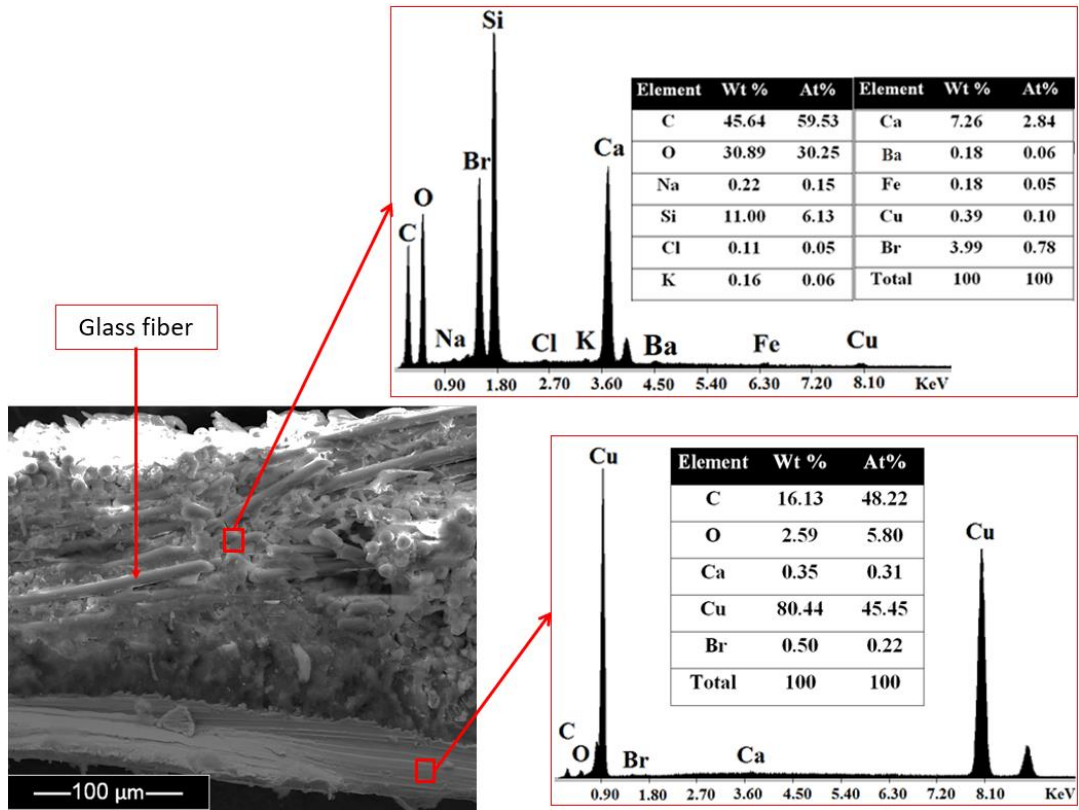 Si
Br
Ca
O
C
Na
Cl
K
Ba
Fe
Cu
0.90 1.80 2.70 3.60 4.50 5.40 6.30 7.20 8.10 KeV
Element Wt % At% Element Wt % At%
C 45.64 59.53 Ca 7.26 2.84
O 30.89 30.25 Ba 0.18 0.06
Na 0.22 0.15 Fe 0.18 0.05
Si 11.00 6.13 Cu 0.39 0.10
Cl 0.11 0.05 Br 3.99 0.78
K 0.16 0.06 Total 100 100
Glass fiber
100 µm
Cu
Cu
C
O
Br
Ca
0.90 1.80 2.70 3.60 4.50 5.40 6.30 7.20 8.10 KeV
Element Wt % At%
C 16.13 48.22
O 2.59 5.80
Ca 0.35 0.31
Cu 80.44 45.45
Br 0.50 0.22
Total 100 100